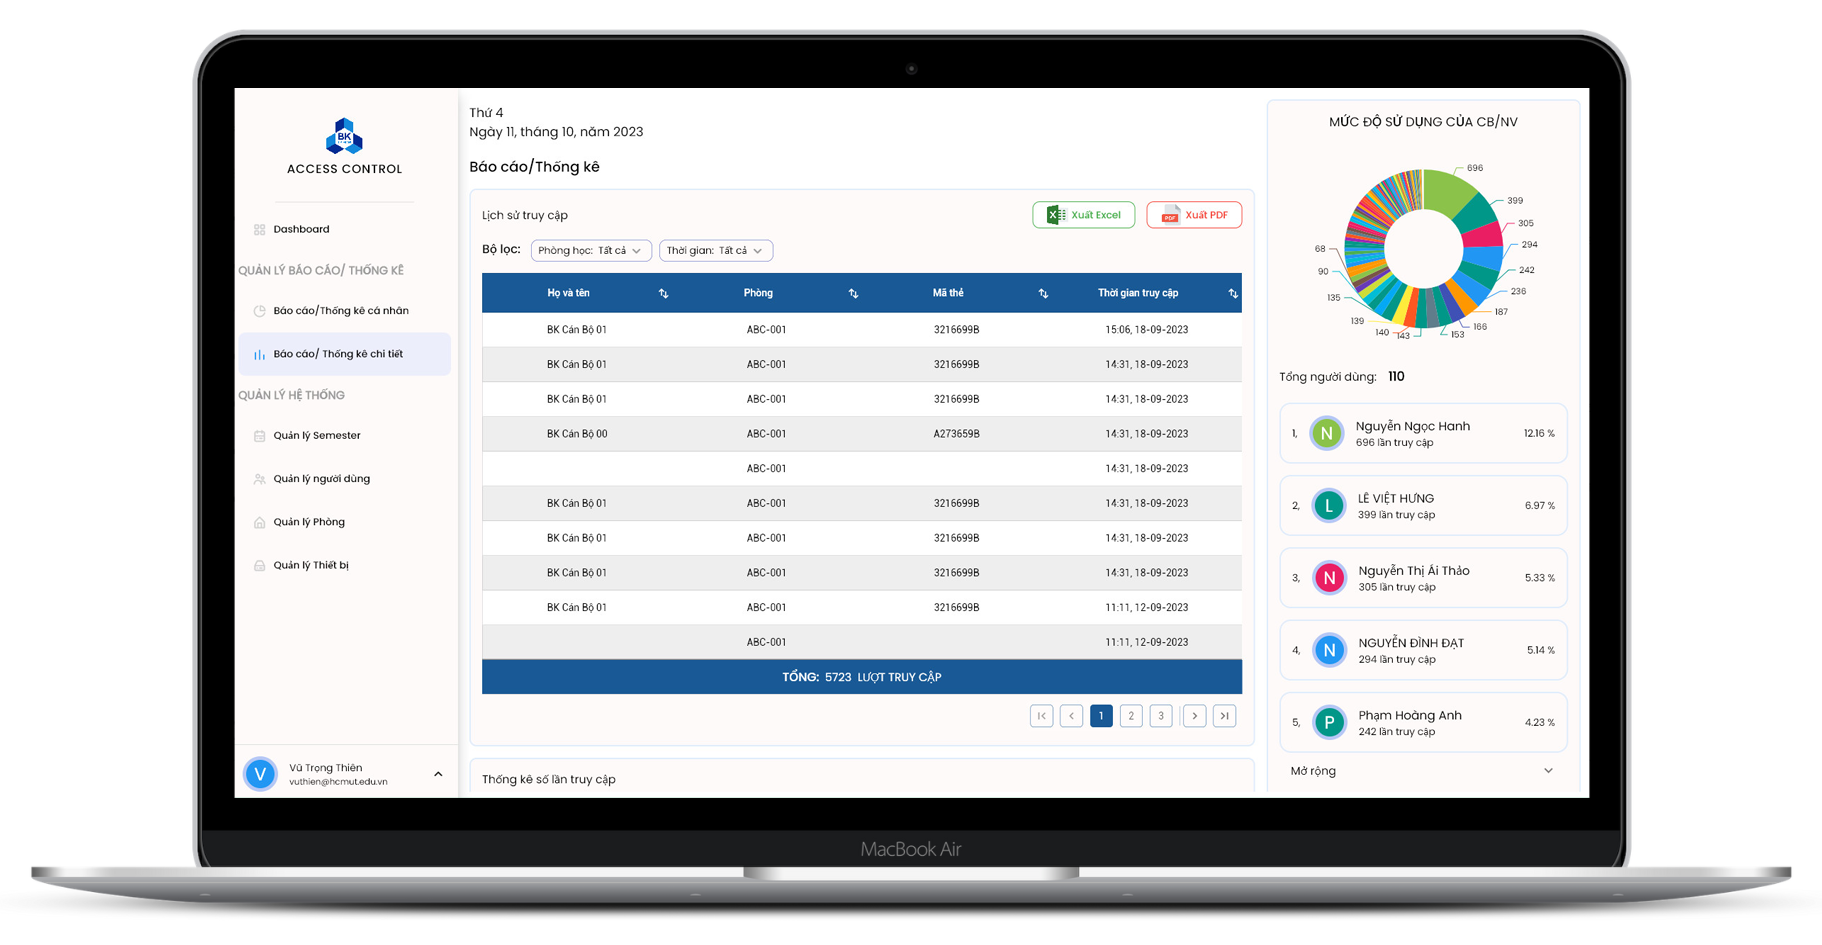 BK
ACCESS CONTROL
Dashboard
QUẢN LÝ BÁO CÁO/ THỐNG KÊ
Báo cáo/Thống kê cá nhân
Báo cáo/ Thống kê chi tiết
QUẢN LÝ HỆ THỐNG
Quản lý Semester
Quản lý người dùng
Quản lý Phòng
Quản lý Thiết bị
V
Vũ Trọng Thiên
vuthien@hcmut.edu.vn
Thứ 4
Ngày 11, tháng 10, năm 2023
Báo cáo/Thống kê
Lịch sử truy cập
Xuất Excel
PDF Xuất PDF
Bộ lọc: Phòng học: Tất cả Thời gian: Tất cả
Họ và tên Phòng Mã thẻ Thời gian truy cập
BK Cán Bộ 01 ABC-001 3216699B 15:06, 18-09-2023
BK Cán Bộ 01 ABC-001 3216699B 14:31, 18-09-2023
BK Cán Bộ 01 ABC-001 3216699B 14:31, 18-09-2023
BK Cán Bộ 00 ABC-001 A273659B 14:31, 18-09-2023
ABC-001 14:31, 18-09-2023
BK Cán Bộ 01 ABC-001 3216699B 14:31, 18-09-2023
BK Cán Bộ 01 ABC-001 3216699B 14:31, 18-09-2023
BK Cán Bộ 01 ABC-001 3216699B 14:31, 18-09-2023
BK Cán Bộ 01 ABC-001 3216699B 11:11, 12-09-2023
ABC-001 11:11, 12-09-2023
TỔNG: 5723 LƯỢT TRUY CẬP
1 2 3
Thống kê số lần truy cập
MỨC ĐỘ SỬ DỤNG CỦA CB/NV
696
399
305
294
242
236
187
166
153
143
140
139
135
90
68
Tổng người dùng: 110
1, N Nguyễn Ngọc Hanh 12.16 %
696 lần truy cập
2, L LÊ VIỆT HƯNG 6.97 %
399 lần truy cập
3, N Nguyễn Thị Ái Thảo 5.33 %
305 lần truy cập
4, N NGUYỄN ĐÌNH ĐẠT 5.14 %
294 lần truy cập
5, P Phạm Hoàng Anh 4.23 %
242 lần truy cập
Mở rộng
MacBook Air